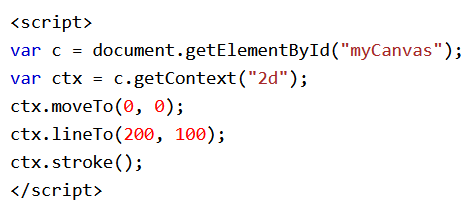 <script>
var c = document.getElementById("myCanvas");
var ctx = c.getContext("2d");
ctx.moveTo(0, 0);
ctx.lineTo(200, 100);
ctx.stroke();
</script>